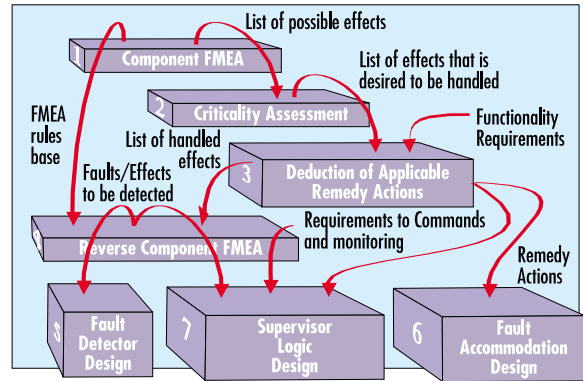 List of possible effects
1
Component FMEA
List of effects that is
desired to be handled
2
Criticality Assessment
FMEA
rules
base
List of handled
effects
Functionality
Requirements
3
Deduction of Applicable
Remedy Actions
Faults/Effects
to be detected
4
Reverse Component FMEA
Requirements to Commands
and monitoring
Remedy
Actions
5
Fault
Detector
Design
7
Supervisor
Logic
Design
6
Fault
Accommodation
Design